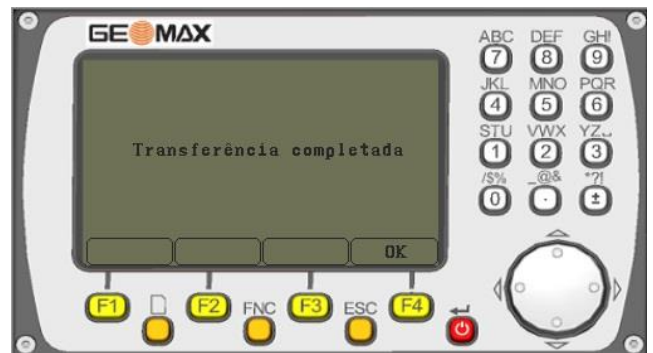 GEOMAX
Transferência completada
OK
F1 F2 FNC F3 ESC F4
ABC DEF GHI
7 8 9
JKL MNO PQR
4 5 6
STU VWX YZ␣
1 2 3
/$% _@& *?!
0 . ±